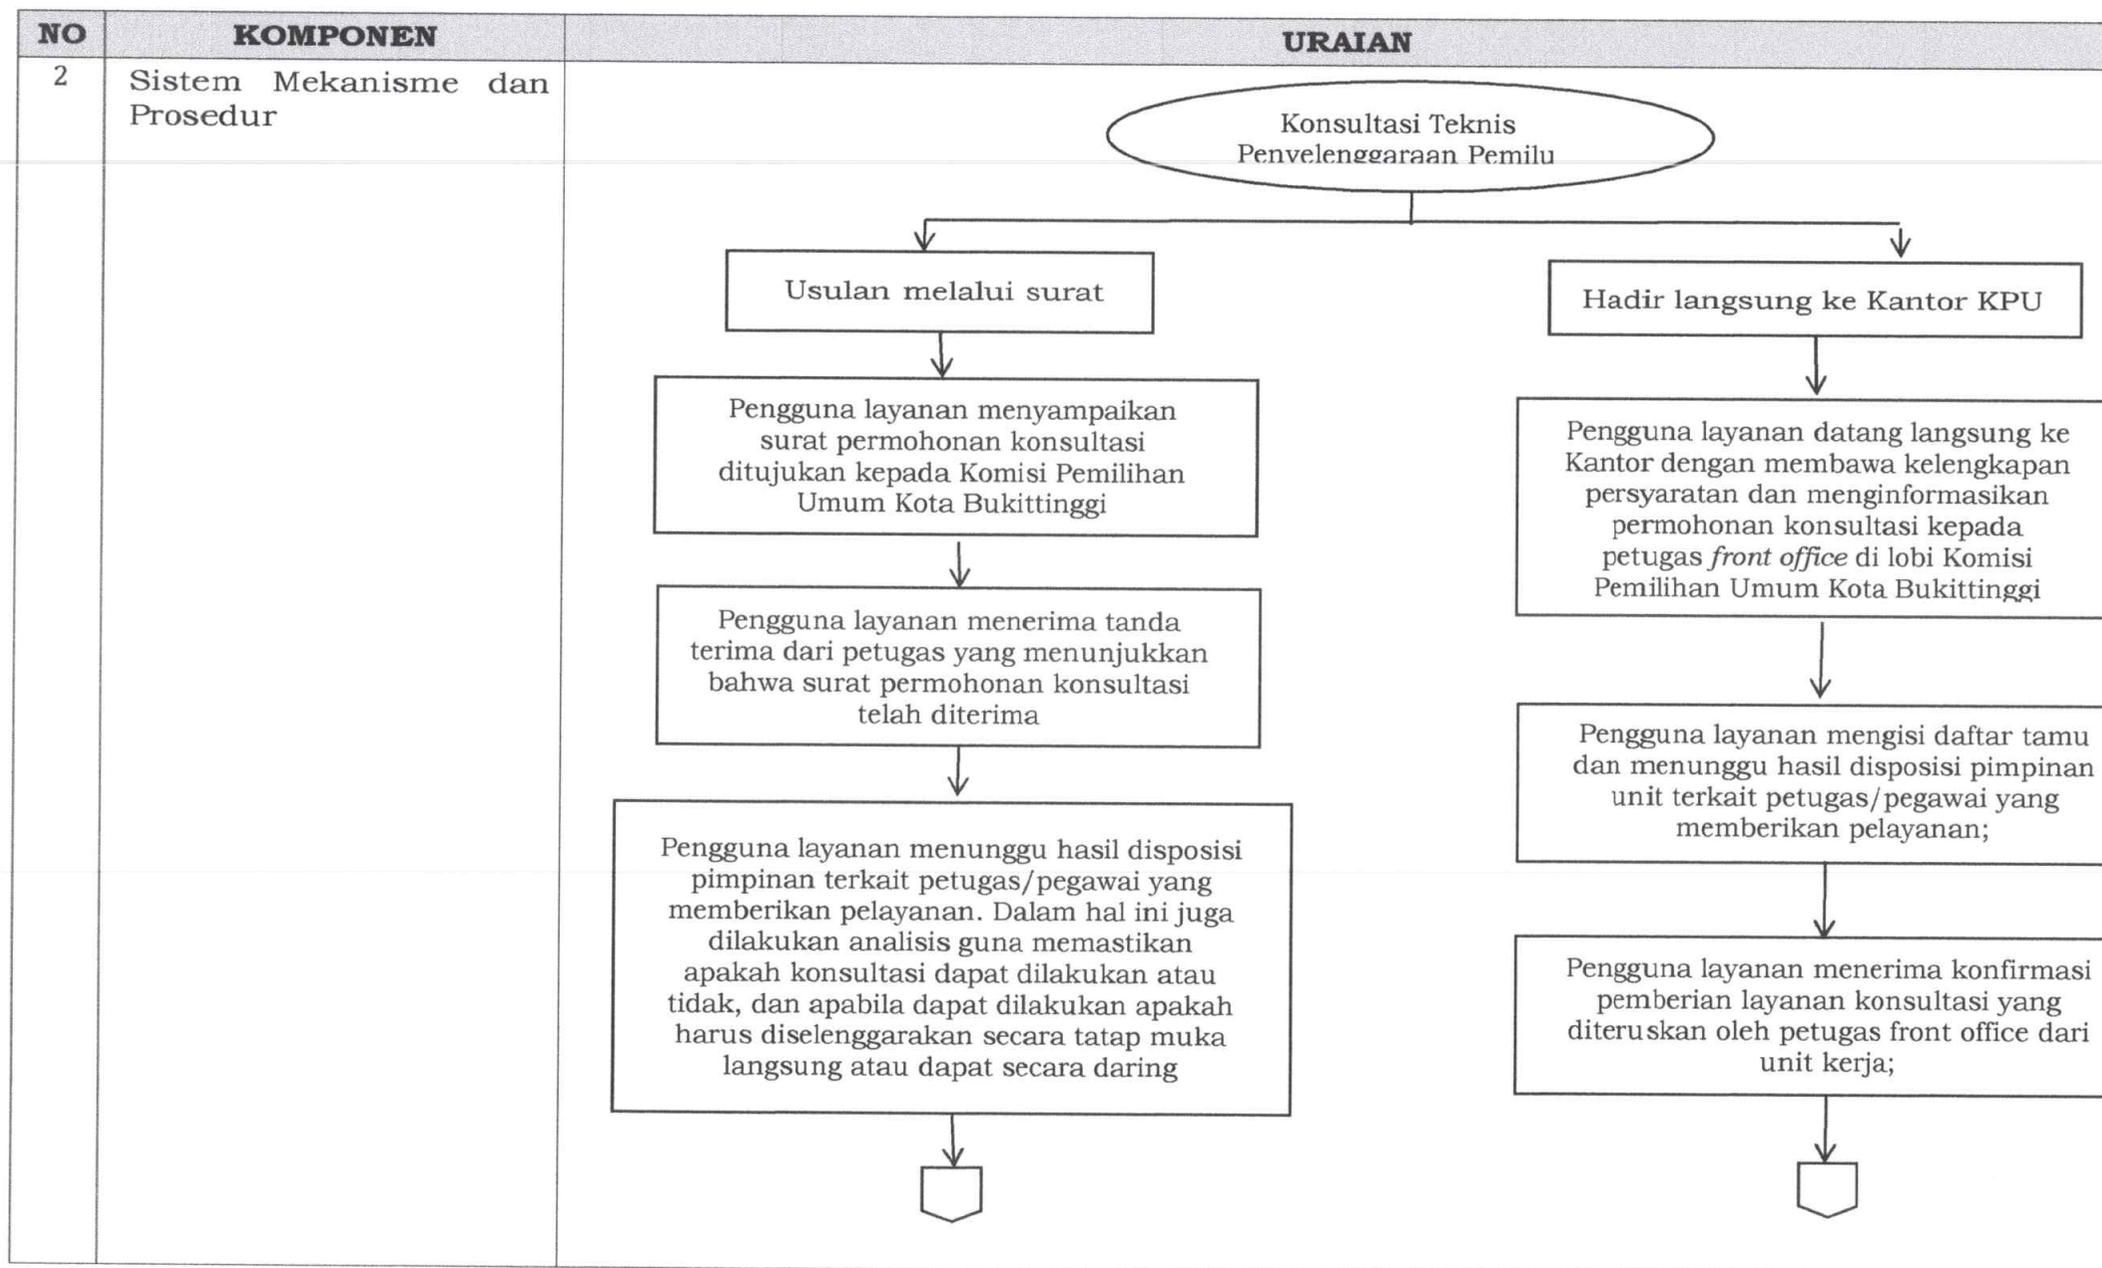 NO KOMPONEN URAIAN
2 Sistem Mekanisme dan
Prosedur
Konsultasi Teknis
Penyelenggaraan Pemilu
Usulan melalui surat
Pengguna layanan menyampaikan
surat permohonan konsultasi
ditujukan kepada Komisi Pemilihan
Umum Kota Bukittinggi
Pengguna layanan menerima tanda
terima dari petugas yang menunjukkan
bahwa surat permohonan konsultasi
telah diterima
Pengguna layanan menunggu hasil disposisi
pimpinan terkait petugas/pegawai yang
memberikan pelayanan. Dalam hal ini juga
dilakukan analisis guna memastikan
apakah konsultasi dapat dilakukan atau
tidak, dan apabila dapat dilakukan apakah
harus diselenggarakan secara tatap muka
langsung atau dapat secara daring
Hadir langsung ke Kantor KPU
Pengguna layanan datang langsung ke
Kantor dengan membawa kelengkapan
persyaratan dan menginformasikan
permohonan konsultasi kepada
petugas front office di lobi Komisi
Pemilihan Umum Kota Bukittinggi
Pengguna layanan mengisi daftar tamu
dan menunggu hasil disposisi pimpinan
unit terkait petugas/pegawai yang
memberikan pelayanan;
Pengguna layanan menerima konfirmasi
pemberian layanan konsultasi yang
diteruskan oleh petugas front office dari
unit kerja;